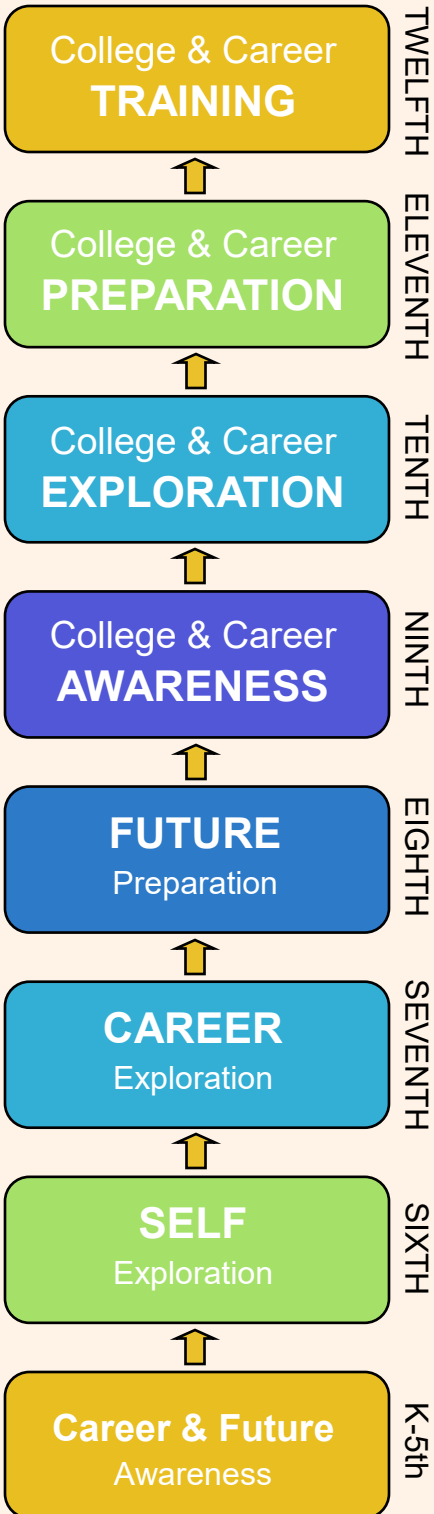 College & Career
TRAINING
TWELFTH
College & Career
PREPARATION
ELEVENTH
College & Career
EXPLORATION
TENTH
College & Career
AWARENESS
NINTH
FUTURE
Preparation
EIGHTH
CAREER
Exploration
SEVENTH
SELF
Exploration
SIXTH
Career & Future
Awareness
K-5th